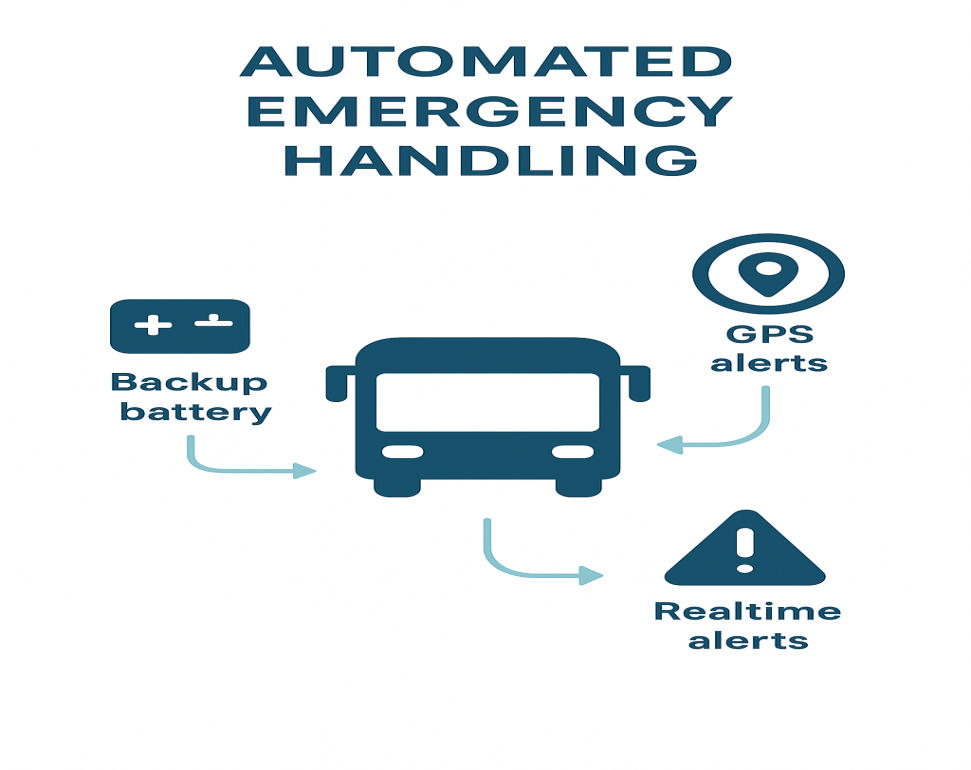 AUTOMATED
EMERGENCY
HANDLING
GPS
alerts
Backup
battery
Realtime
alerts